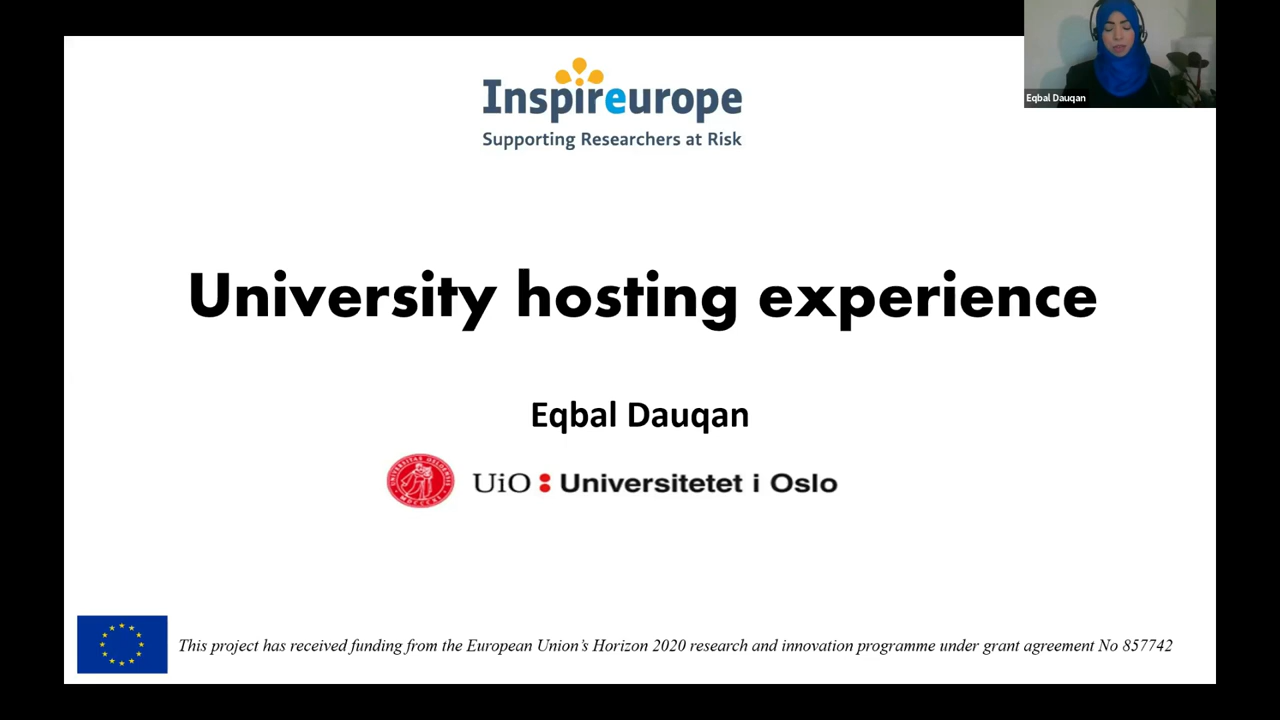 Inspireurope
Supporting Researchers at Risk
Eqbal Dauqan
University hosting experience
Eqbal Dauqan
UiO : Universitetet i Oslo
This project has received funding from the European Union's Horizon 2020 research and innovation programme under grant agreement No 857742